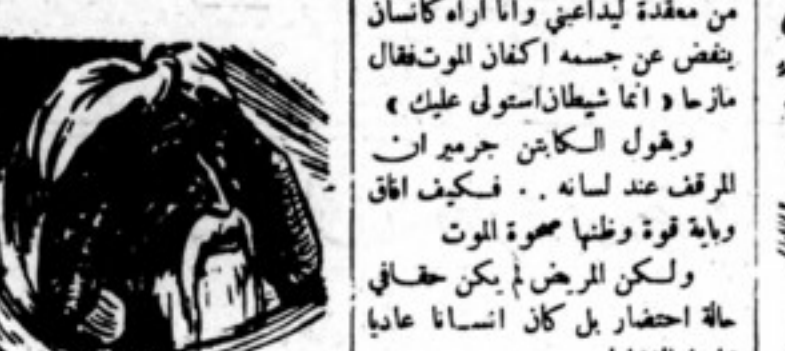 من معقدة ليداعبني وانا اراه كانسان
ينفض عن جسمه اكفان الموت فقال
مازحا « انما شيطان استولى عليك »
ويقول الكابتن جرمير ان
المرقف عند لسانه . . فكيف افاق
وباية قوة وظنها صحوة الموت
ولكن المريض لم يكن حقا في
حالة احتضار بل كان انسانا عاديا